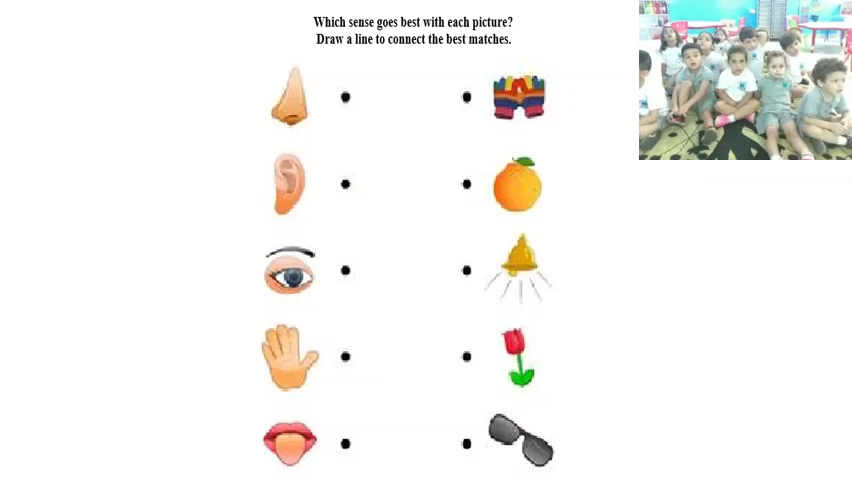 Which sense goes best with each picture?
Draw a line to connect the best matches.